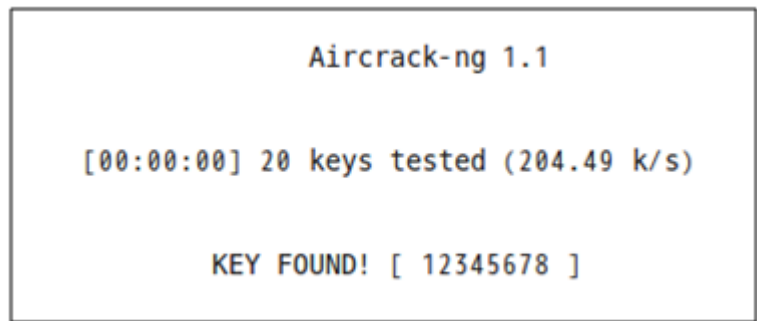 Aircrack-ng 1.1
[00:00:00] 20 keys tested (204.49 k/s)
KEY FOUND! [ 12345678 ]